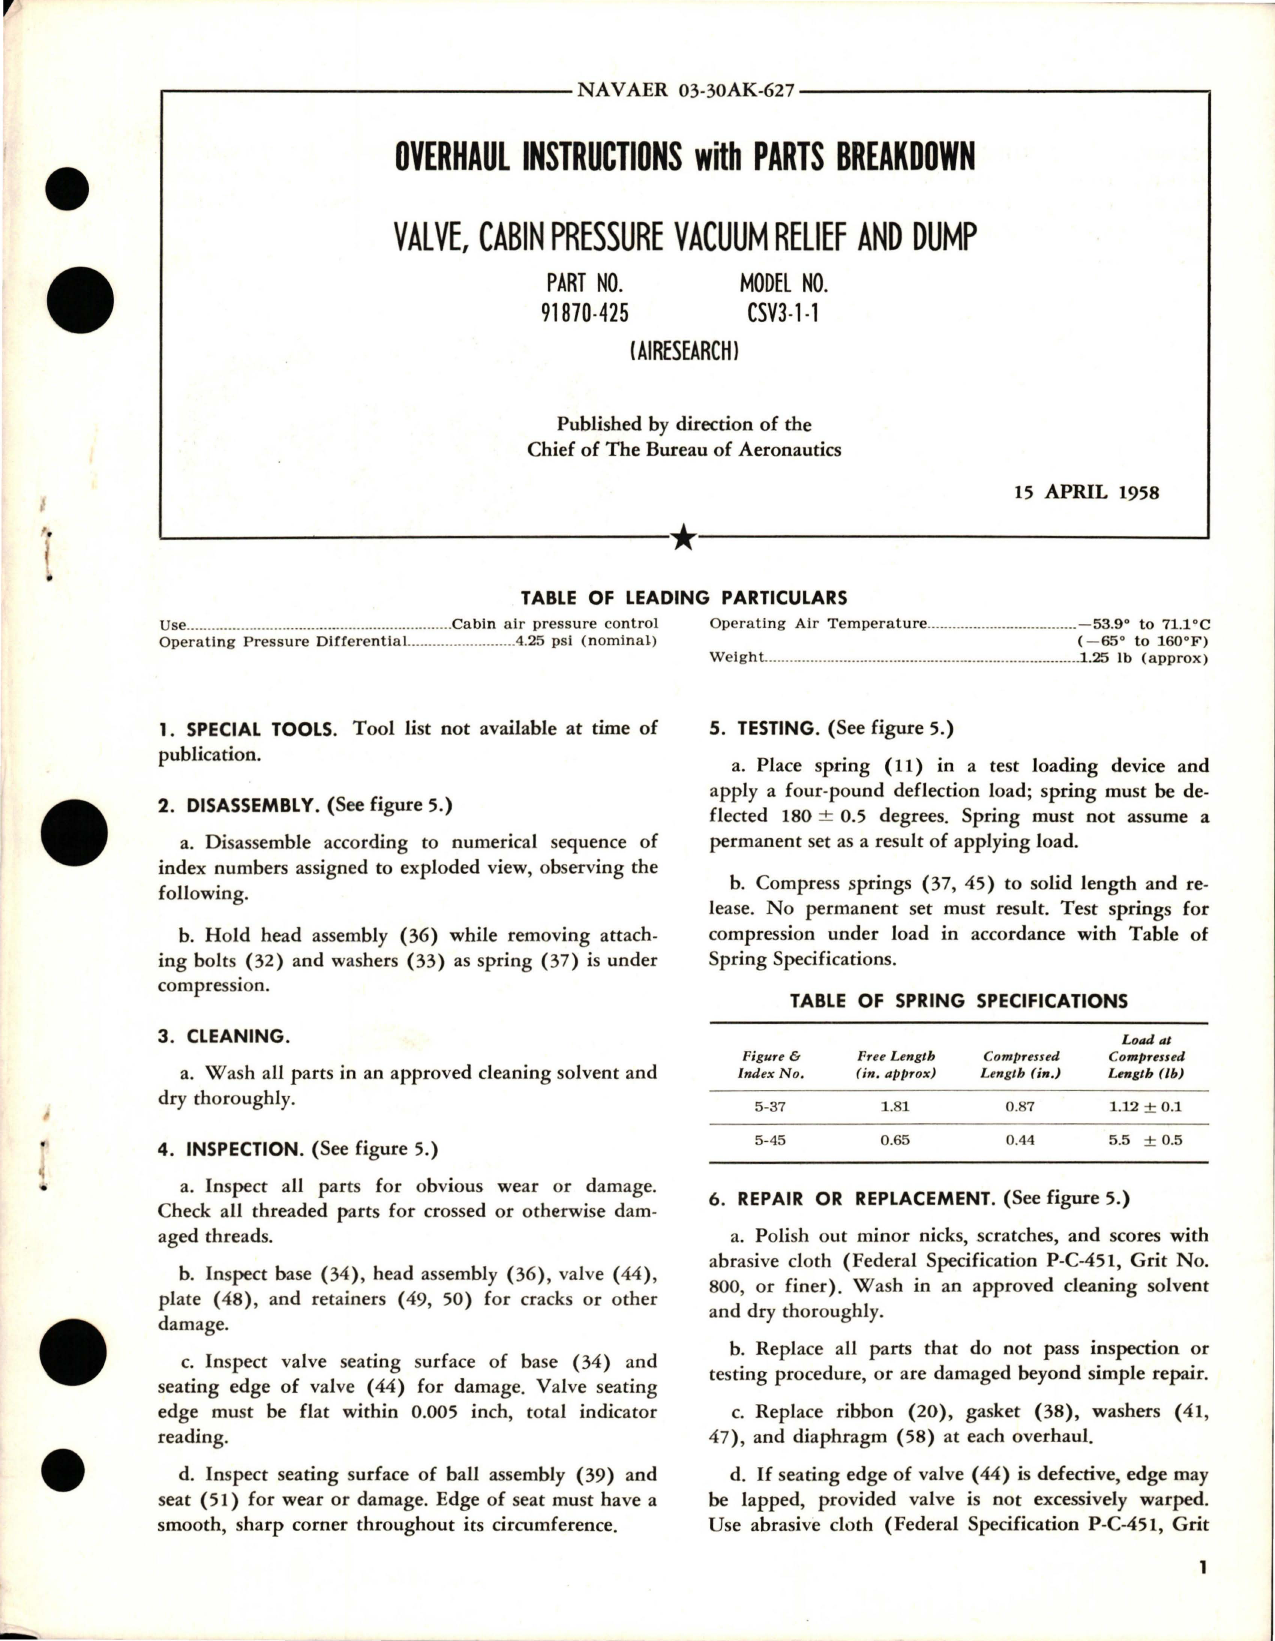 NAVAER 03-30AK-627
OVERHAUL INSTRUCTIONS with PARTS BREAKDOWN
VALVE, CABIN PRESSURE VACUUM RELIEF AND DUMP
PART NO. MODEL NO.
91870-425 CSV3-1-1
(AIRESEARCH)
Published by direction of the
Chief of The Bureau of Aeronautics
15 APRIL 1958
TABLE OF LEADING PARTICULARS
Use Cabin air pressure control
Operating Pressure Differential 4.25 psi (nominal)
Operating Air Temperature —53.9° to 71.1°C
(—65° to 160°F)
Weight 1.25 lb (approx)
1. SPECIAL TOOLS. Tool list not available at time of
publication.
2. DISASSEMBLY. (See figure 5.)
a. Disassemble according to numerical sequence of
index numbers assigned to exploded view, observing the
following.
b. Hold head assembly (36) while removing attach-
ing bolts (32) and washers (33) as spring (37) is under
compression.
3. CLEANING.
a. Wash all parts in an approved cleaning solvent and
dry thoroughly.
4. INSPECTION. (See figure 5.)
a. Inspect all parts for obvious wear or damage.
Check all threaded parts for crossed or otherwise dam-
aged threads.
b. Inspect base (34), head assembly (36), valve (44),
plate (48), and retainers (49, 50) for cracks or other
damage.
c. Inspect valve seating surface of base (34) and
seating edge of valve (44) for damage. Valve seating
edge must be flat within 0.005 inch, total indicator
reading.
d. Inspect seating surface of ball assembly (39) and
seat (51) for wear or damage. Edge of seat must have a
smooth, sharp corner throughout its circumference.
5. TESTING. (See figure 5.)
a. Place spring (11) in a test loading device and
apply a four-pound deflection load; spring must be de-
flected 180 ± 0.5 degrees. Spring must not assume a
permanent set as a result of applying load.
b. Compress springs (37, 45) to solid length and re-
lease. No permanent set must result. Test springs for
compression under load in accordance with Table of
Spring Specifications.
TABLE OF SPRING SPECIFICATIONS
Figure & Index No. Free Length (in. approx) Compressed Length (in.) Load at Compressed Length (lb)
5-37 1.81 0.87 1.12 ± 0.1
5-45 0.65 0.44 5.5 ± 0.5
6. REPAIR OR REPLACEMENT. (See figure 5.)
a. Polish out minor nicks, scratches, and scores with
abrasive cloth (Federal Specification P-C-451, Grit No.
800, or finer). Wash in an approved cleaning solvent
and dry thoroughly.
b. Replace all parts that do not pass inspection or
testing procedure, or are damaged beyond simple repair.
c. Replace ribbon (20), gasket (38), washers (41,
47), and diaphragm (58) at each overhaul.
d. If seating edge of valve (44) is defective, edge may
be lapped, provided valve is not excessively warped.
Use abrasive cloth (Federal Specification P-C-451, Grit
1